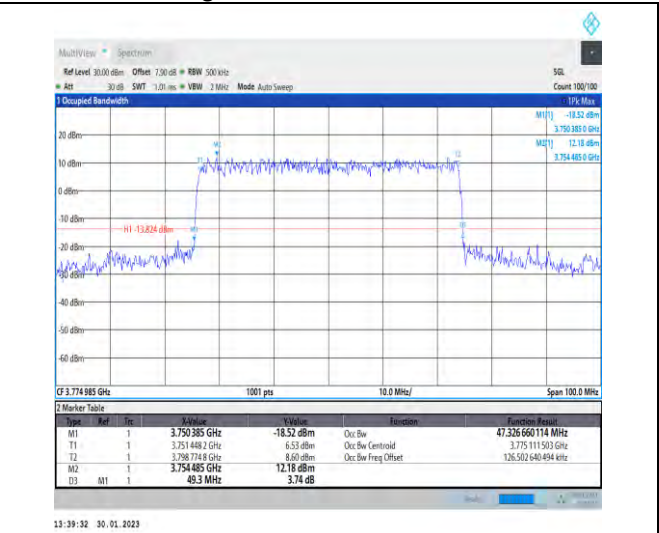 MultiView Spectrum
Ref Level 30.00 dBm Offset 7.90 dB RBW 500 kHz SGL
Att 30 dB SWT 1.01 ms VBW 2 MHz Mode Auto Sweep Count 100/100
1 Occupied Bandwidth 1Pk Max
M1[1] -18.52 dBm
3.750 385 0 GHz
M2[1] 12.18 dBm
3.754 485 0 GHz
20 dBm
M2
T1 T2
10 dBm
0 dBm
-10 dBm
H1 -13.824 dBm M1
-20 dBm
-30 dBm
-40 dBm
-50 dBm
-60 dBm
CF 3.774 985 GHz 1001 pts 10.0 MHz/ Span 100.0 MHz
2 Marker Table
Type Ref Trc X-Value Y-Value Function Function Result
M1 1 3.750 385 GHz -18.52 dBm Occ Bw 47.326 660 114 MHz
T1 1 3.751 448 2 GHz 6.53 dBm Occ Bw Centroid 3.775 111 503 GHz
T2 1 3.798 774 8 GHz 8.60 dBm Occ Bw Freq Offset 126.502 640 494 kHz
M2 1 3.754 485 GHz 12.18 dBm
D3 M1 1 49.3 MHz 3.74 dB
13:39:32 30.01.2023